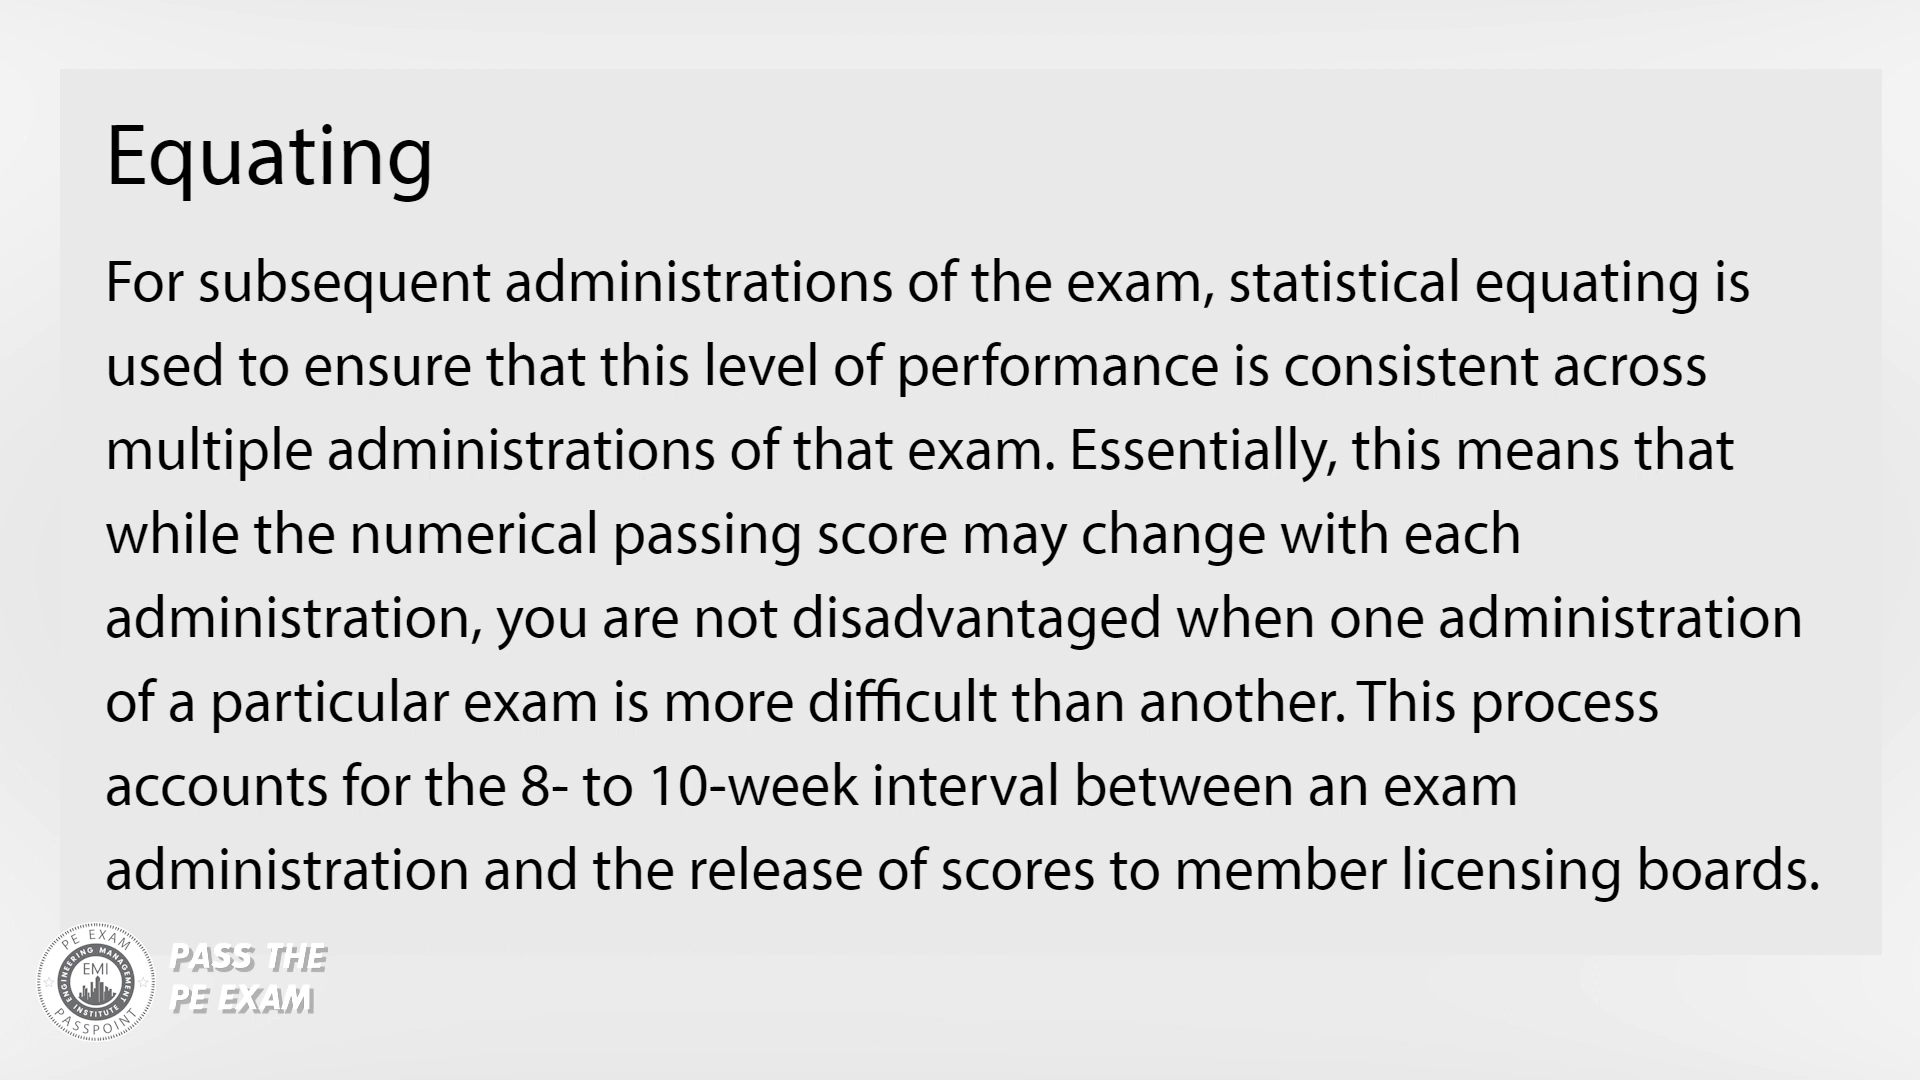 Equating
For subsequent administrations of the exam, statistical equating is
used to ensure that this level of performance is consistent across
multiple administrations of that exam. Essentially, this means that
while the numerical passing score may change with each
administration, you are not disadvantaged when one administration
of a particular exam is more difficult than another. This process
accounts for the 8- to 10-week interval between an exam
administration and the release of scores to member licensing boards.
PE EXAM
ENGINEERING MANAGEMENT
EMI
INSTITUTE
PASSPOINT
PASS THE
PE EXAM